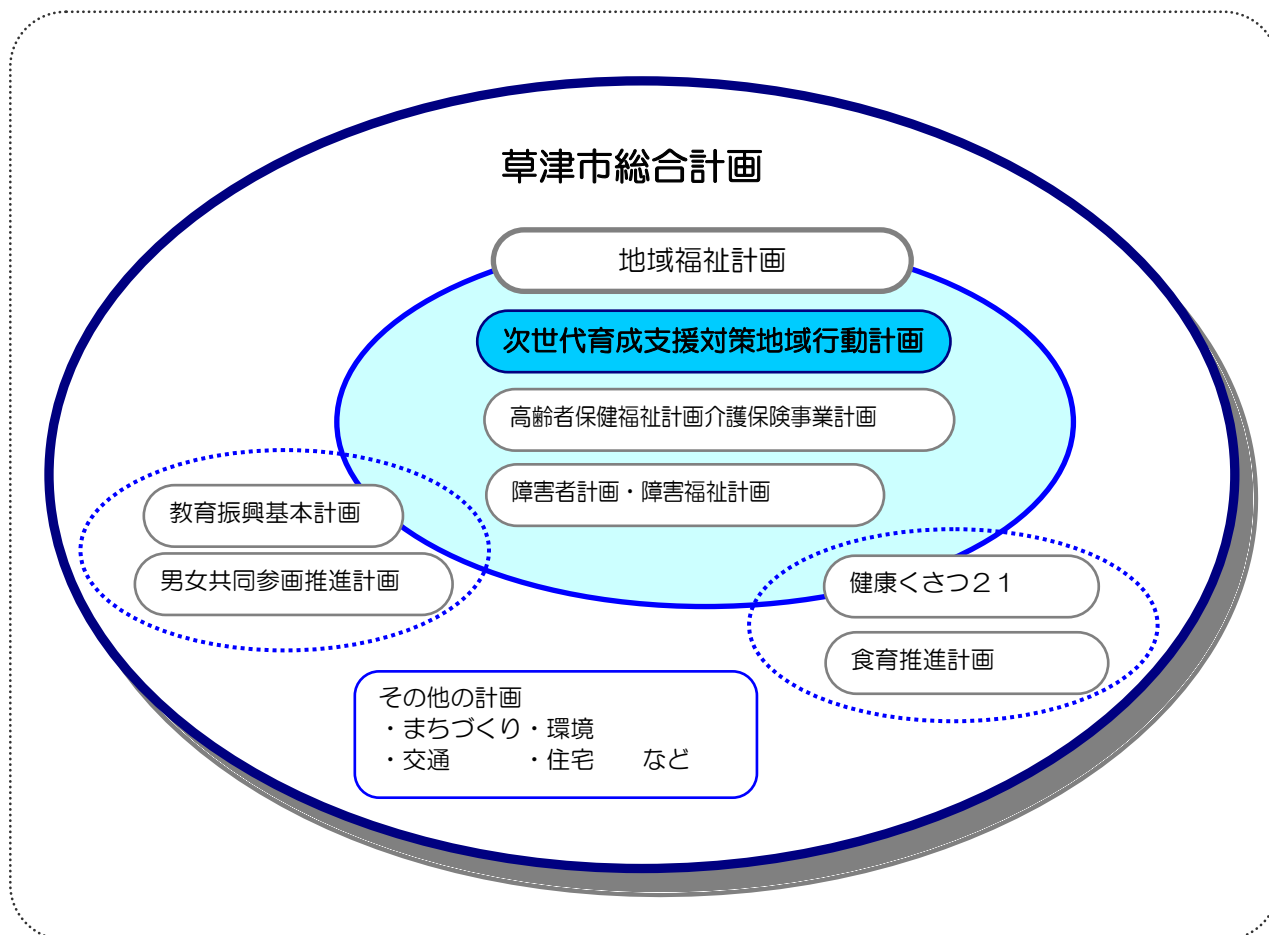 草津市総合計画
地域福祉計画
次世代育成支援対策地域行動計画
高齢者保健福祉計画介護保険事業計画
障害者計画・障害福祉計画
教育振興基本計画
男女共同参画推進計画
健康くさつ２１
食育推進計画
その他の計画
・まちづくり・環境
・交通　　　・住宅　　など